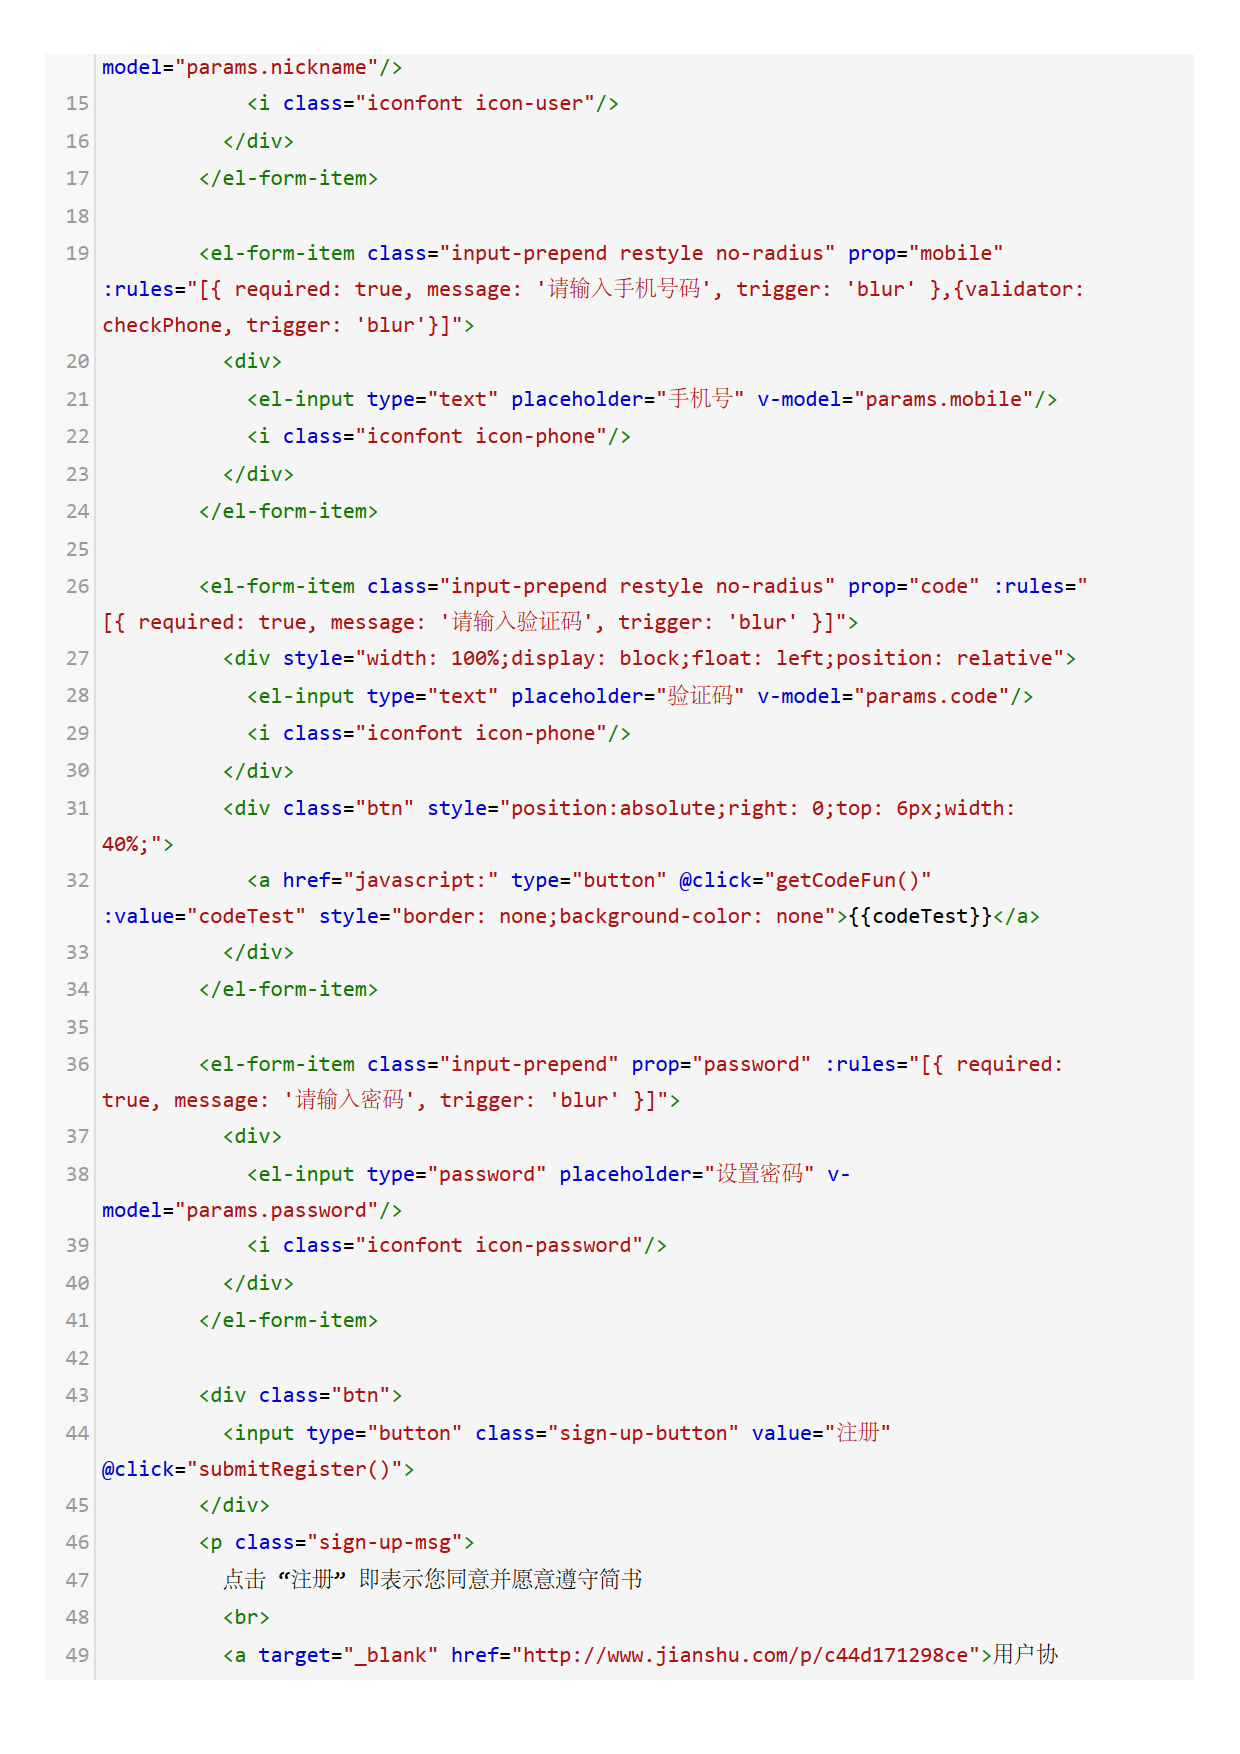 model="params.nickname"/>
15 <i class="iconfont icon-user"/>
16 </div>
17 </el-form-item>
18
19 <el-form-item class="input-prepend restyle no-radius" prop="mobile"
:rules="[{ required: true, message: '请输入手机号码', trigger: 'blur' },{validator:
checkPhone, trigger: 'blur'}]">
20 <div>
21 <el-input type="text" placeholder="手机号" v-model="params.mobile"/>
22 <i class="iconfont icon-phone"/>
23 </div>
24 </el-form-item>
25
26 <el-form-item class="input-prepend restyle no-radius" prop="code" :rules="
[{ required: true, message: '请输入验证码', trigger: 'blur' }]">
27 <div style="width: 100%;display: block;float: left;position: relative">
28 <el-input type="text" placeholder="验证码" v-model="params.code"/>
29 <i class="iconfont icon-phone"/>
30 </div>
31 <div class="btn" style="position:absolute;right: 0;top: 6px;width:
40%;">
32 <a href="javascript:" type="button" @click="getCodeFun()"
:value="codeTest" style="border: none;background-color: none">{{codeTest}}</a>
33 </div>
34 </el-form-item>
35
36 <el-form-item class="input-prepend" prop="password" :rules="[{ required:
true, message: '请输入密码', trigger: 'blur' }]">
37 <div>
38 <el-input type="password" placeholder="设置密码" v-
model="params.password"/>
39 <i class="iconfont icon-password"/>
40 </div>
41 </el-form-item>
42
43 <div class="btn">
44 <input type="button" class="sign-up-button" value="注册"
@click="submitRegister()">
45 </div>
46 <p class="sign-up-msg">
47 点击 “注册” 即表示您同意并愿意遵守简书
48 <br>
49 <a target="_blank" href="http://www.jianshu.com/p/c44d171298ce">用户协